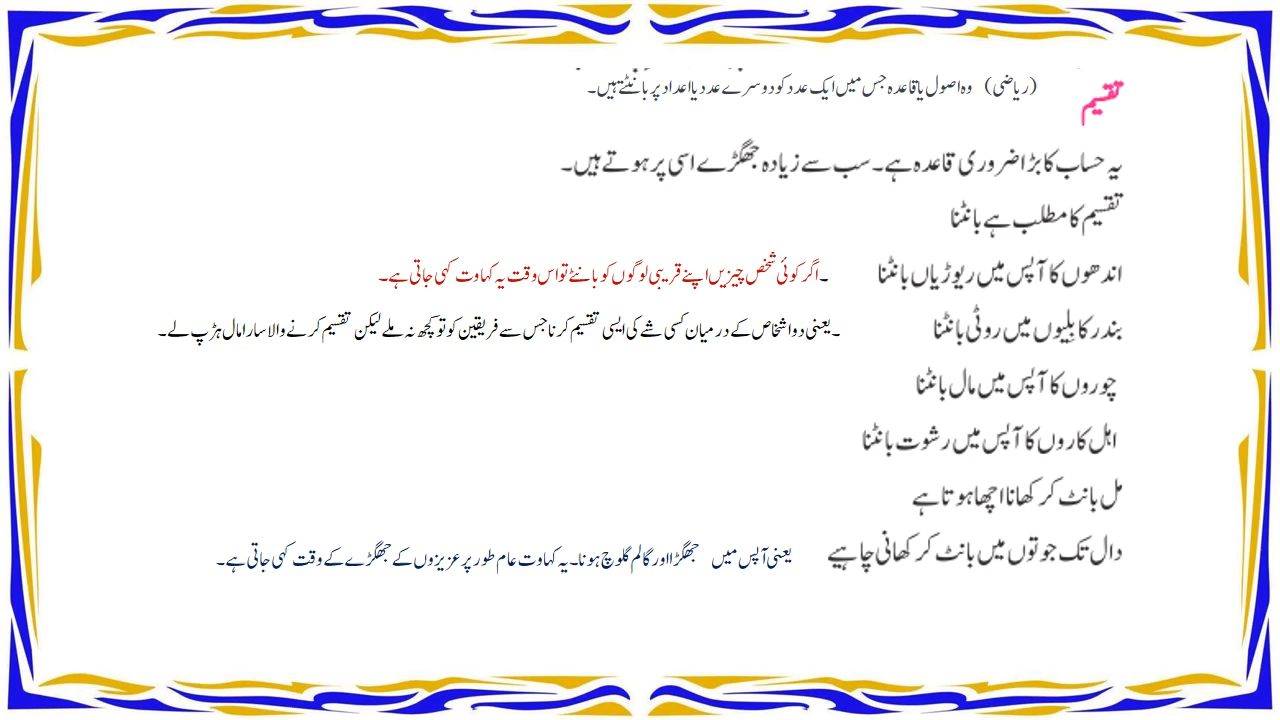 تقسیم (ریاضی) وہ اصول یا قاعدہ جس میں ایک عدد کو دوسرے عدد یا اعداد پر بانٹتے ہیں۔
یہ حساب کا بڑا ضروری قاعدہ ہے۔ سب سے زیادہ جھگڑے اسی پر ہوتے ہیں۔
تقسیم کا مطلب ہے بانٹنا
اندھوں کا آپس میں ریوڑیاں بانٹنا ۔ اگر کوئی شخص چیزیں اپنے قریبی لوگوں کو بانٹے تو اس وقت یہ کہاوت کہی جاتی ہے۔
بندر کا بِلیوں میں روٹی بانٹنا ۔ یعنی دو اشخاص کے درمیان کسی شے کی ایسی تقسیم کرنا جس سے فریقین کو تو کچھ نہ ملے لیکن تقسیم کرنے والا سارا مال ہڑپ لے۔
چوروں کا آپس میں مال بانٹنا
اہل کاروں کا آپس میں رشوت بانٹنا
مل بانٹ کر کھانا اچھا ہوتا ہے
دال تک جوتوں میں بانٹ کر کھانی چاہیے یعنی آپس میں جھگڑا اور گالم گلوچ ہونا۔ یہ کہاوت عام طور پر عزیزوں کے جھگڑے کے وقت کہی جاتی ہے۔